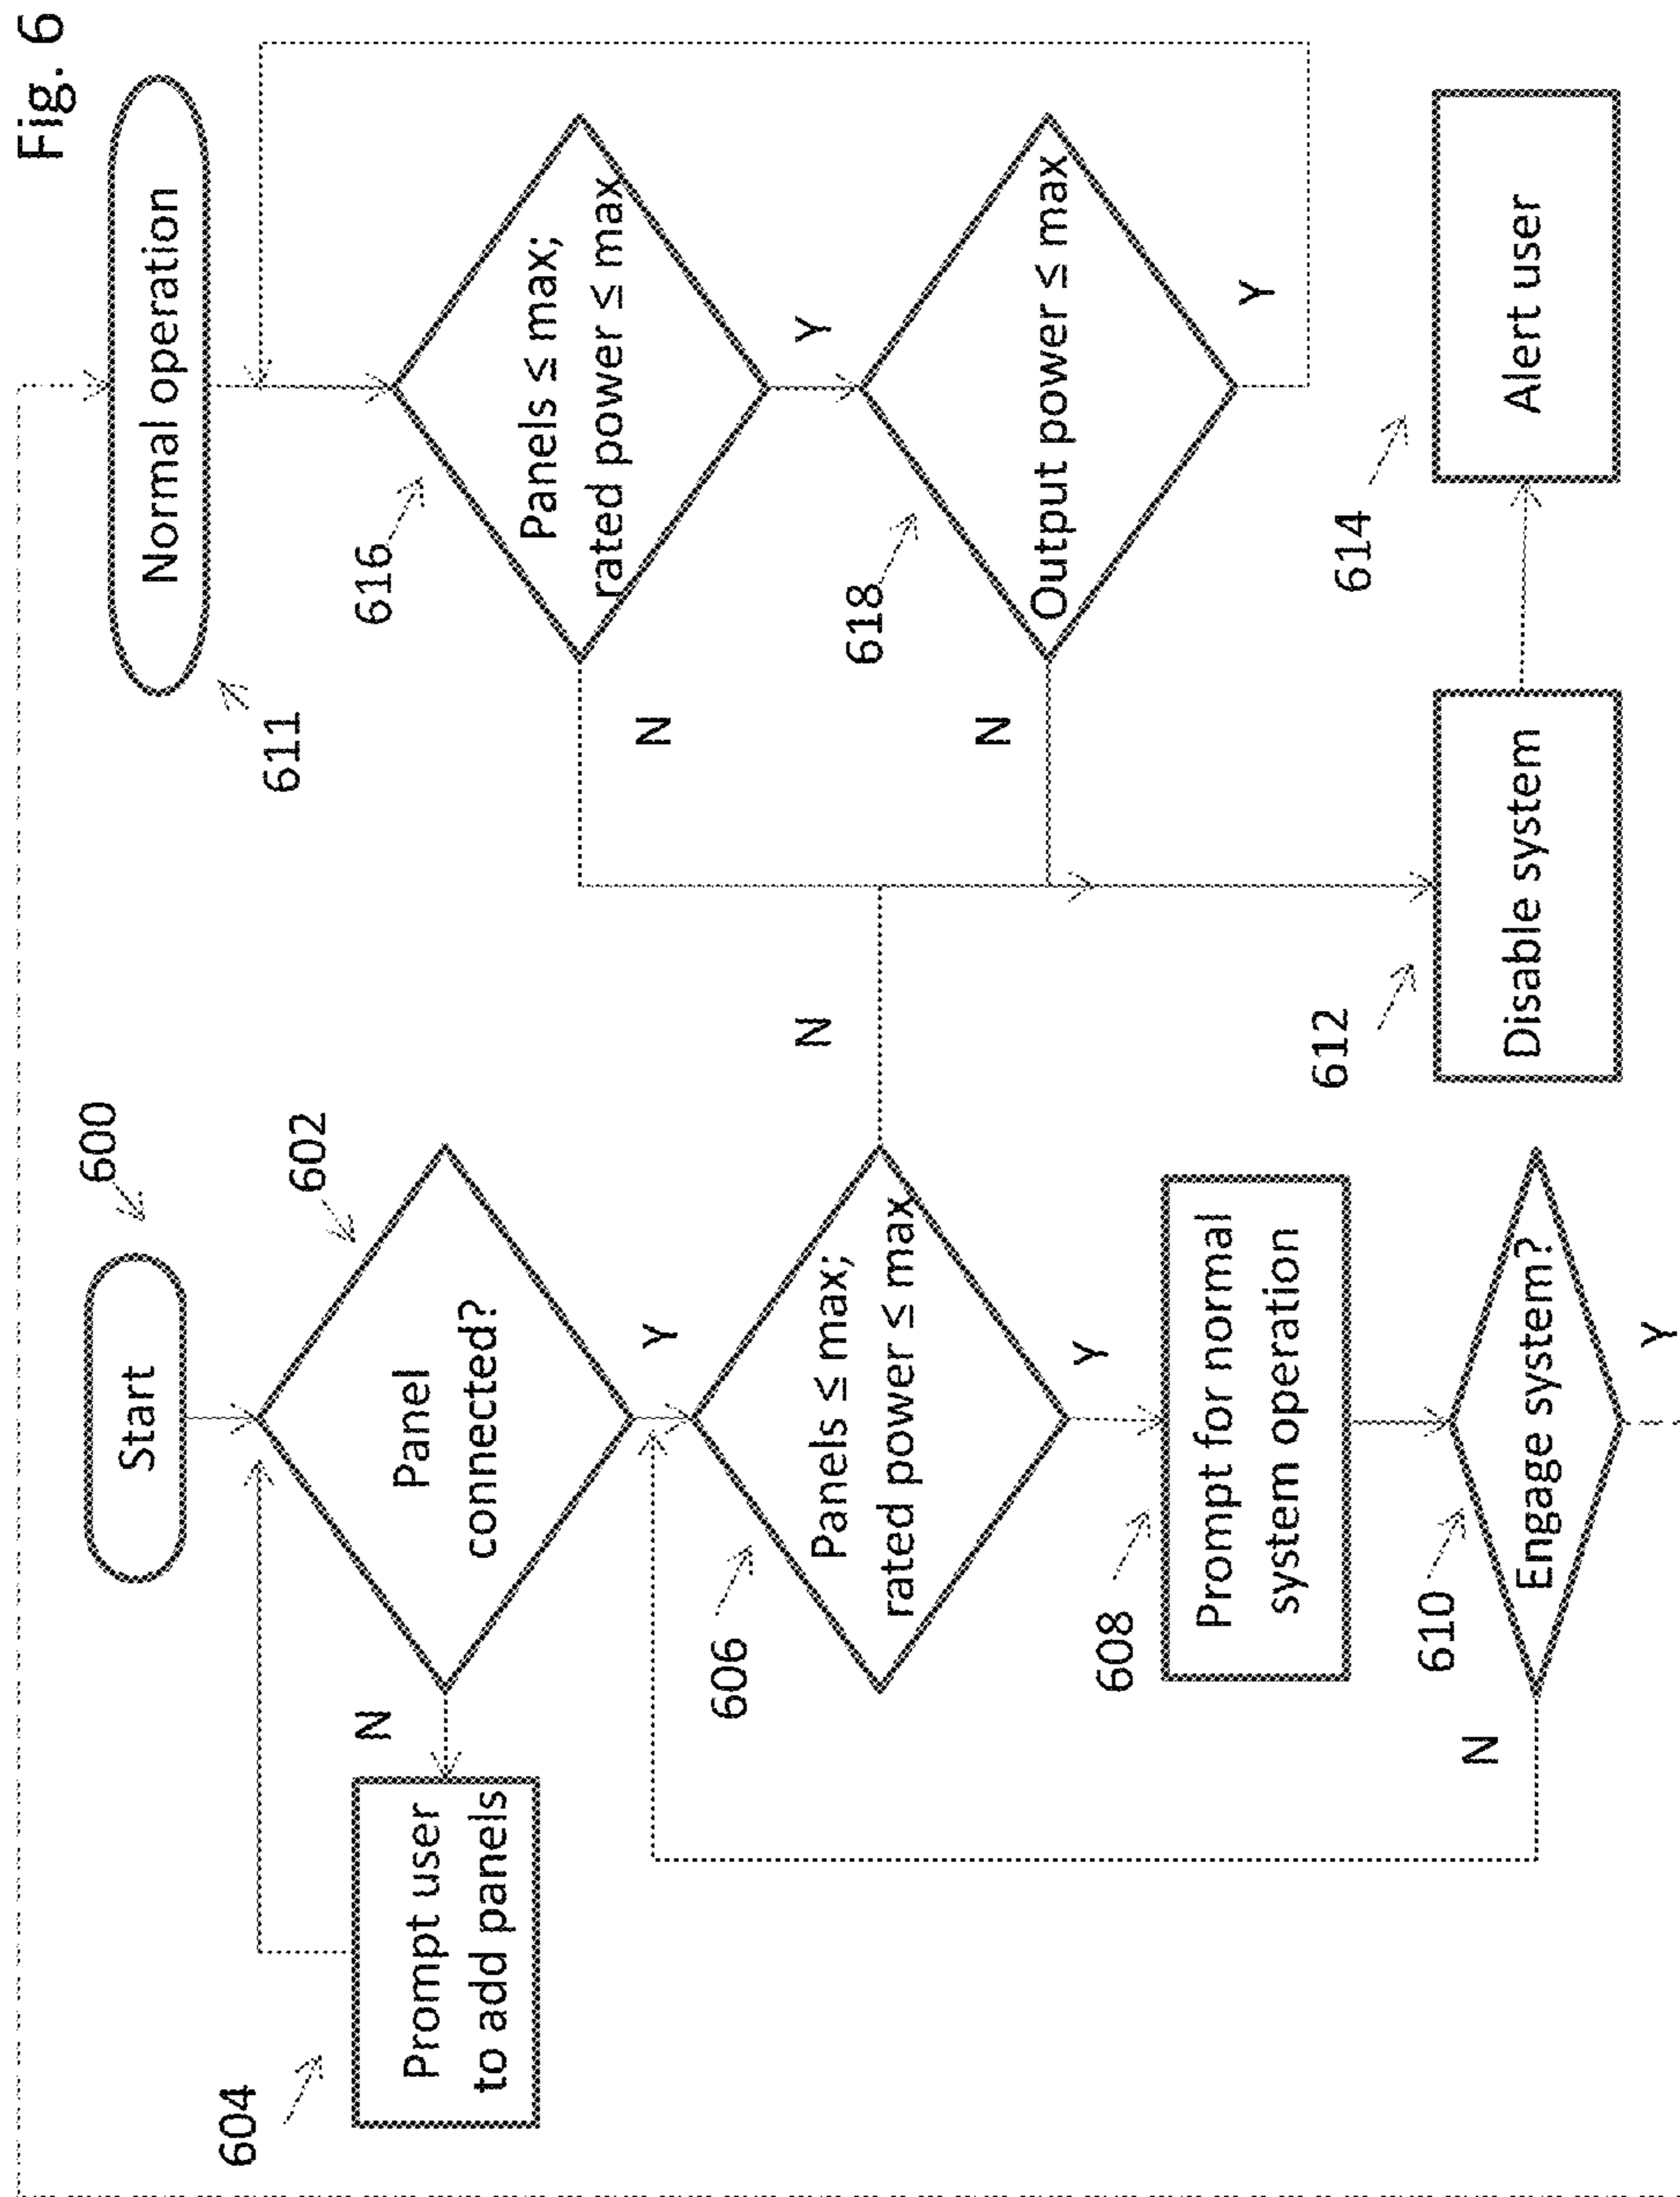 Fig. 6
600
Start
602
Panel
connected?
N
Y
604
Prompt user
to add panels
606
Panels ≤ max;
rated power ≤ max
N
Y
608
Prompt for normal
system operation
610
Engage system?
N
Y
611
Normal operation
616
Panels ≤ max;
rated power ≤ max
N
Y
618
Output power ≤ max
N
Y
612
Disable system
614
Alert user